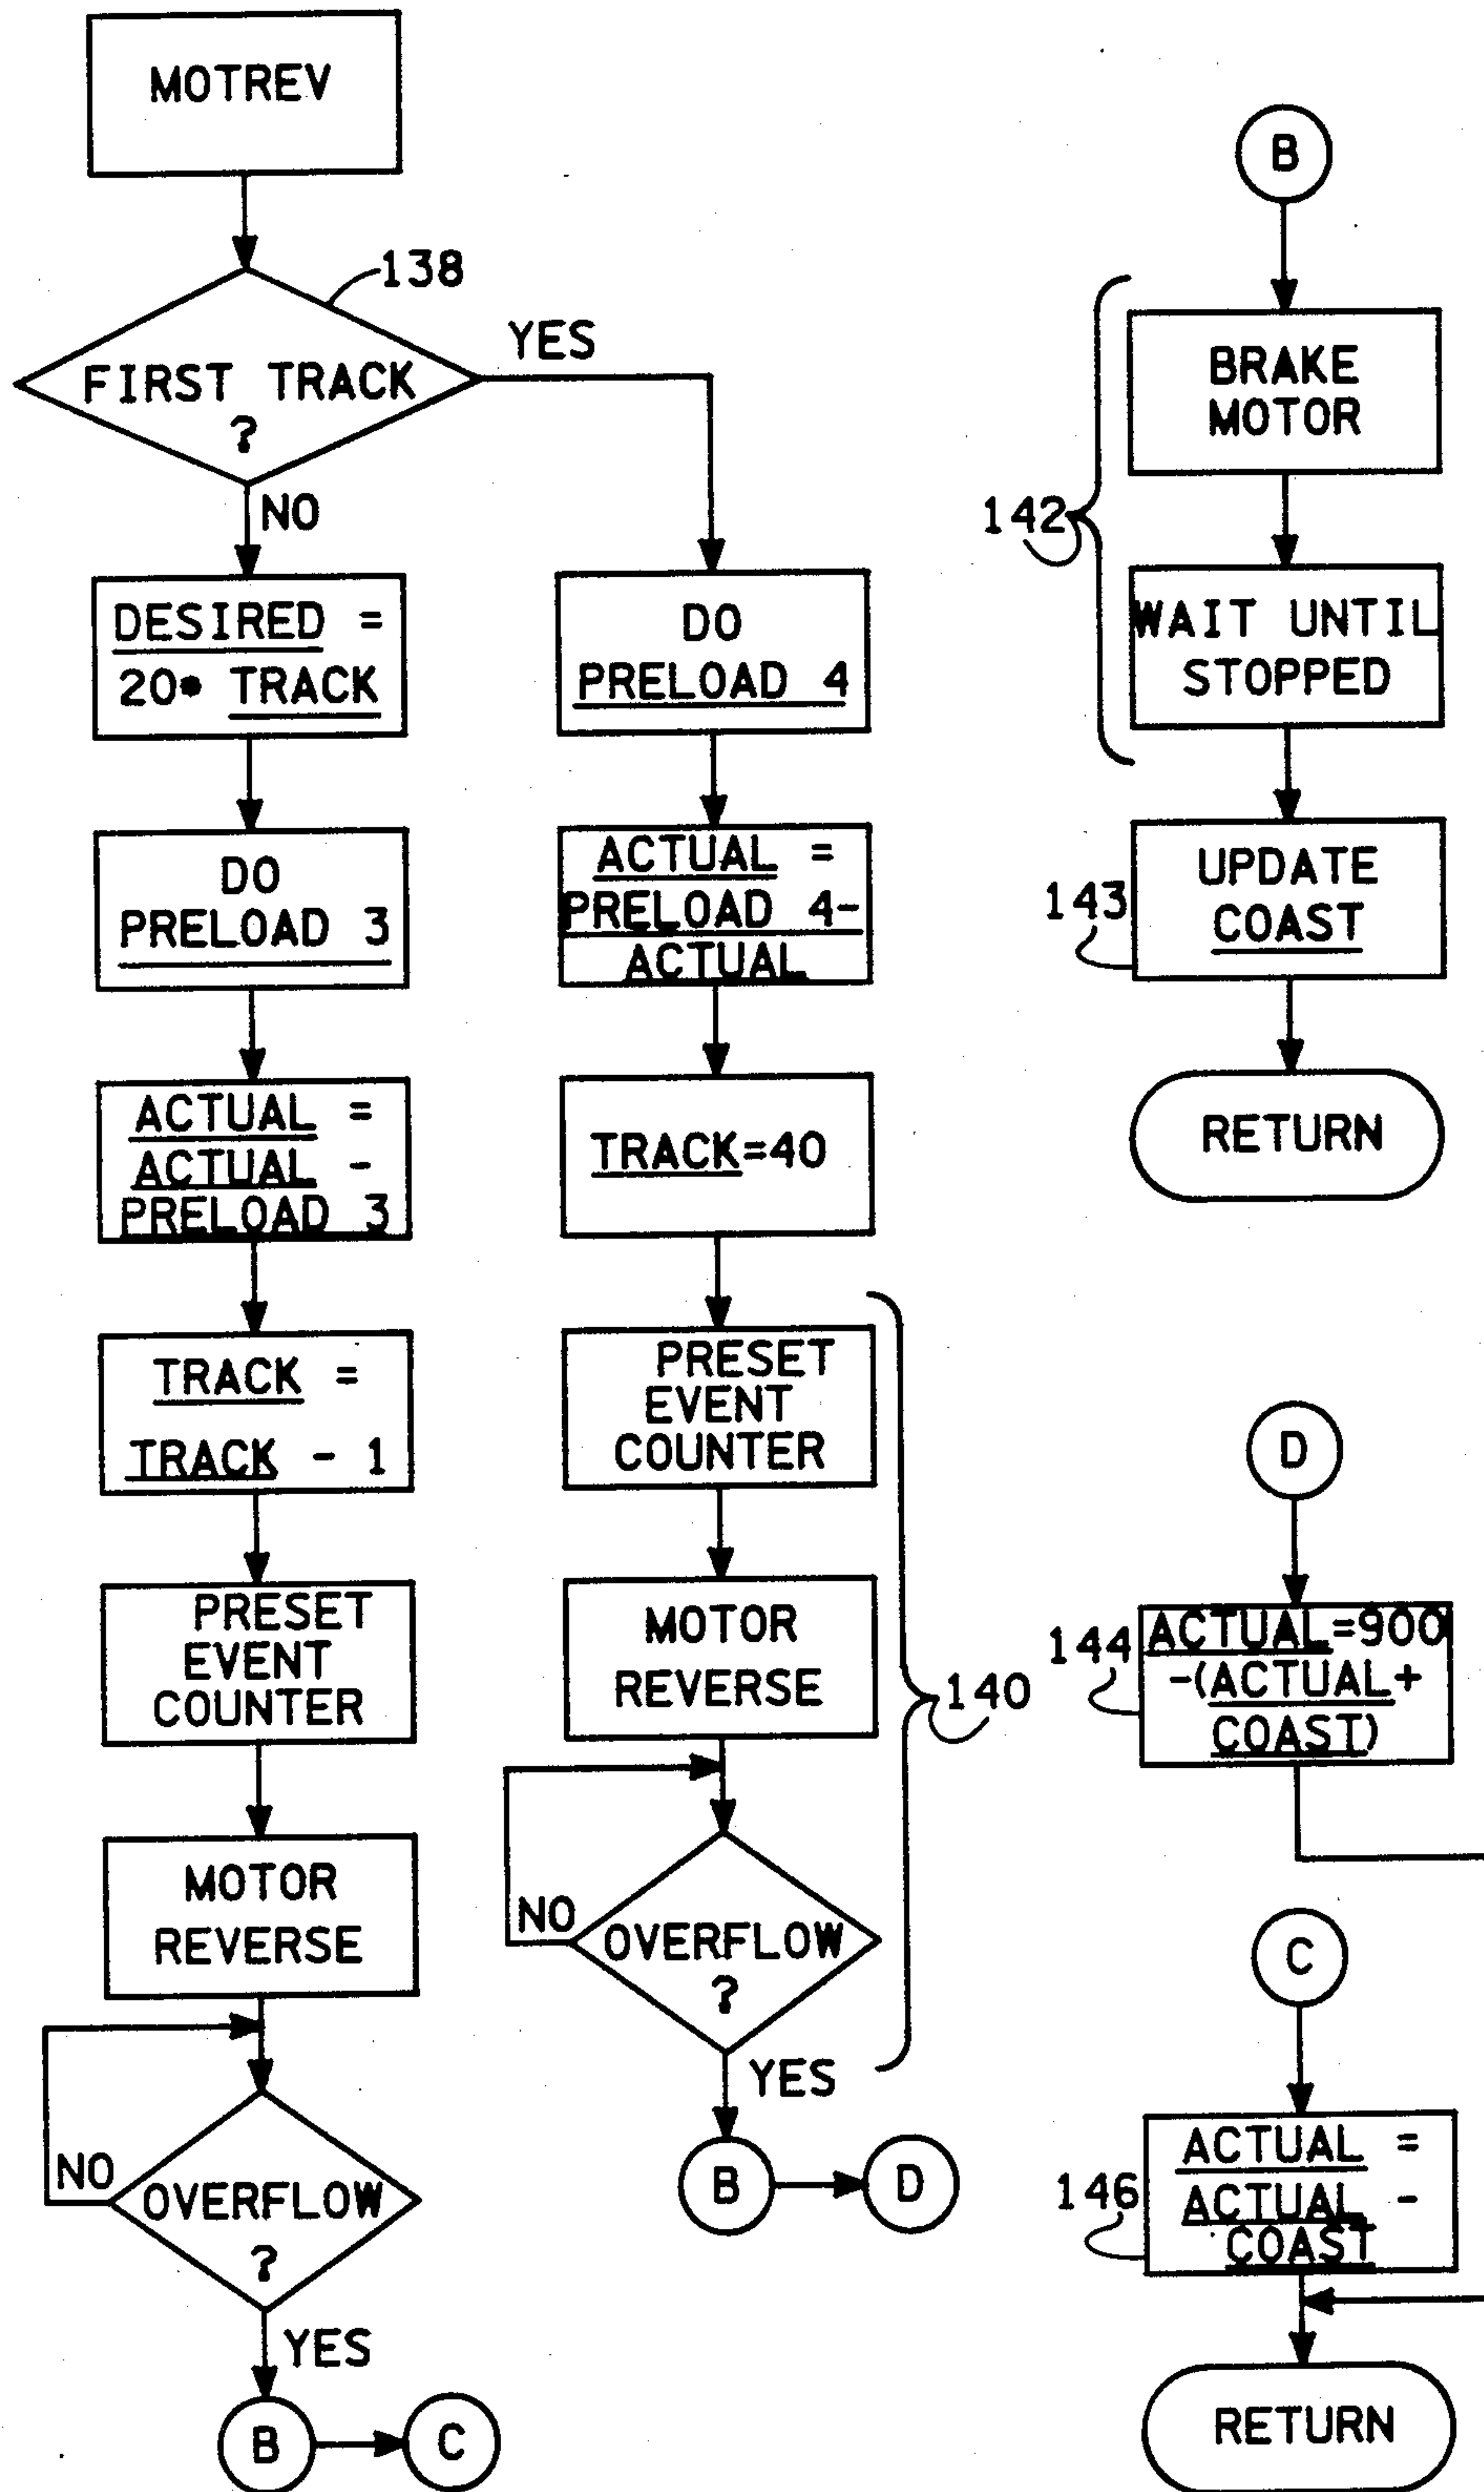 MOTREV
138
FIRST TRACK
?
YES
NO
DESIRED =
20* TRACK
DO
PRELOAD 3
ACTUAL =
ACTUAL -
PRELOAD 3
TRACK =
TRACK - 1
PRESET
EVENT
COUNTER
MOTOR
REVERSE
NO
OVERFLOW
?
YES
B
C
DO
PRELOAD 4
ACTUAL =
PRELOAD 4-
ACTUAL
TRACK=40
PRESET
EVENT
COUNTER
MOTOR
REVERSE
140
NO
OVERFLOW
?
YES
B
D
B
142
BRAKE
MOTOR
WAIT UNTIL
STOPPED
143
UPDATE
COAST
RETURN
D
144
ACTUAL=900
-(ACTUAL+
COAST)
C
146
ACTUAL =
ACTUAL -
COAST
RETURN